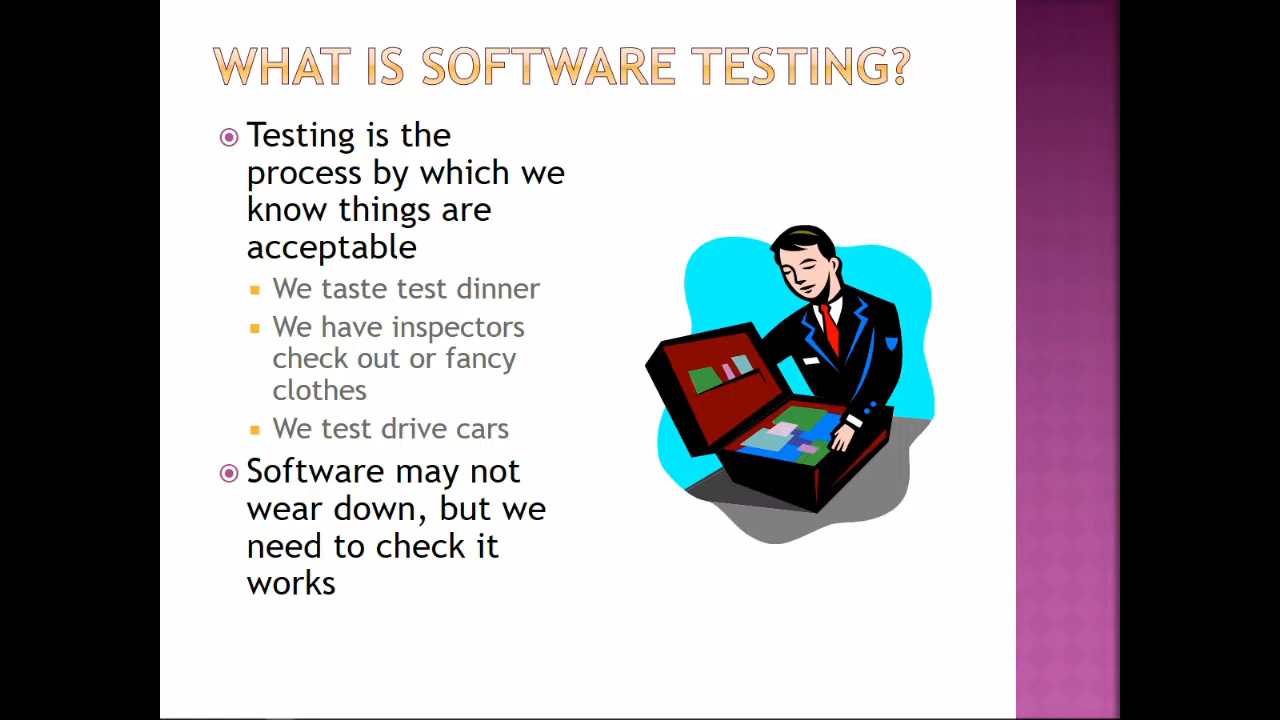 WHAT IS SOFTWARE TESTING?
Testing is the
process by which we
know things are
acceptable
We taste test dinner
We have inspectors
check out or fancy
clothes
We test drive cars
Software may not
wear down, but we
need to check it
works